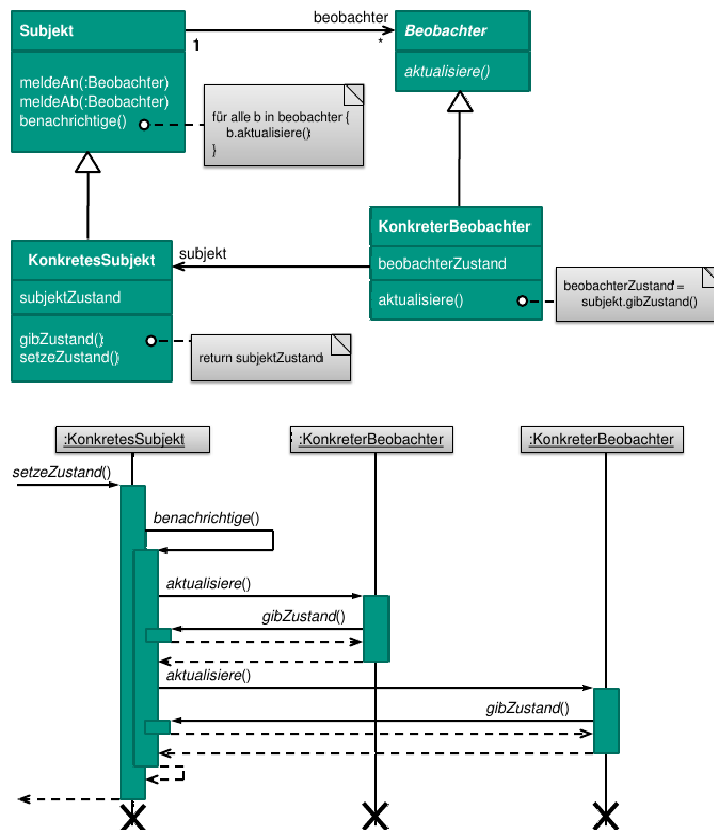 Subjekt
meldeAn(:Beobachter)
meldeAb(:Beobachter)
benachrichtige()
beobachter
1
*
Beobachter
aktualisiere()
für alle b in beobachter {
b.aktualisiere()
}
KonkretesSubjekt
subjektZustand
gibZustand()
setzeZustand()
subjekt
KonkreterBeobachter
beobachterZustand
aktualisiere()
beobachterZustand =
subjekt.gibZustand()
return subjektZustand
:KonkretesSubjekt
:KonkreterBeobachter
:KonkreterBeobachter
setzeZustand()
benachrichtige()
aktualisiere()
gibZustand()
aktualisiere()
gibZustand()